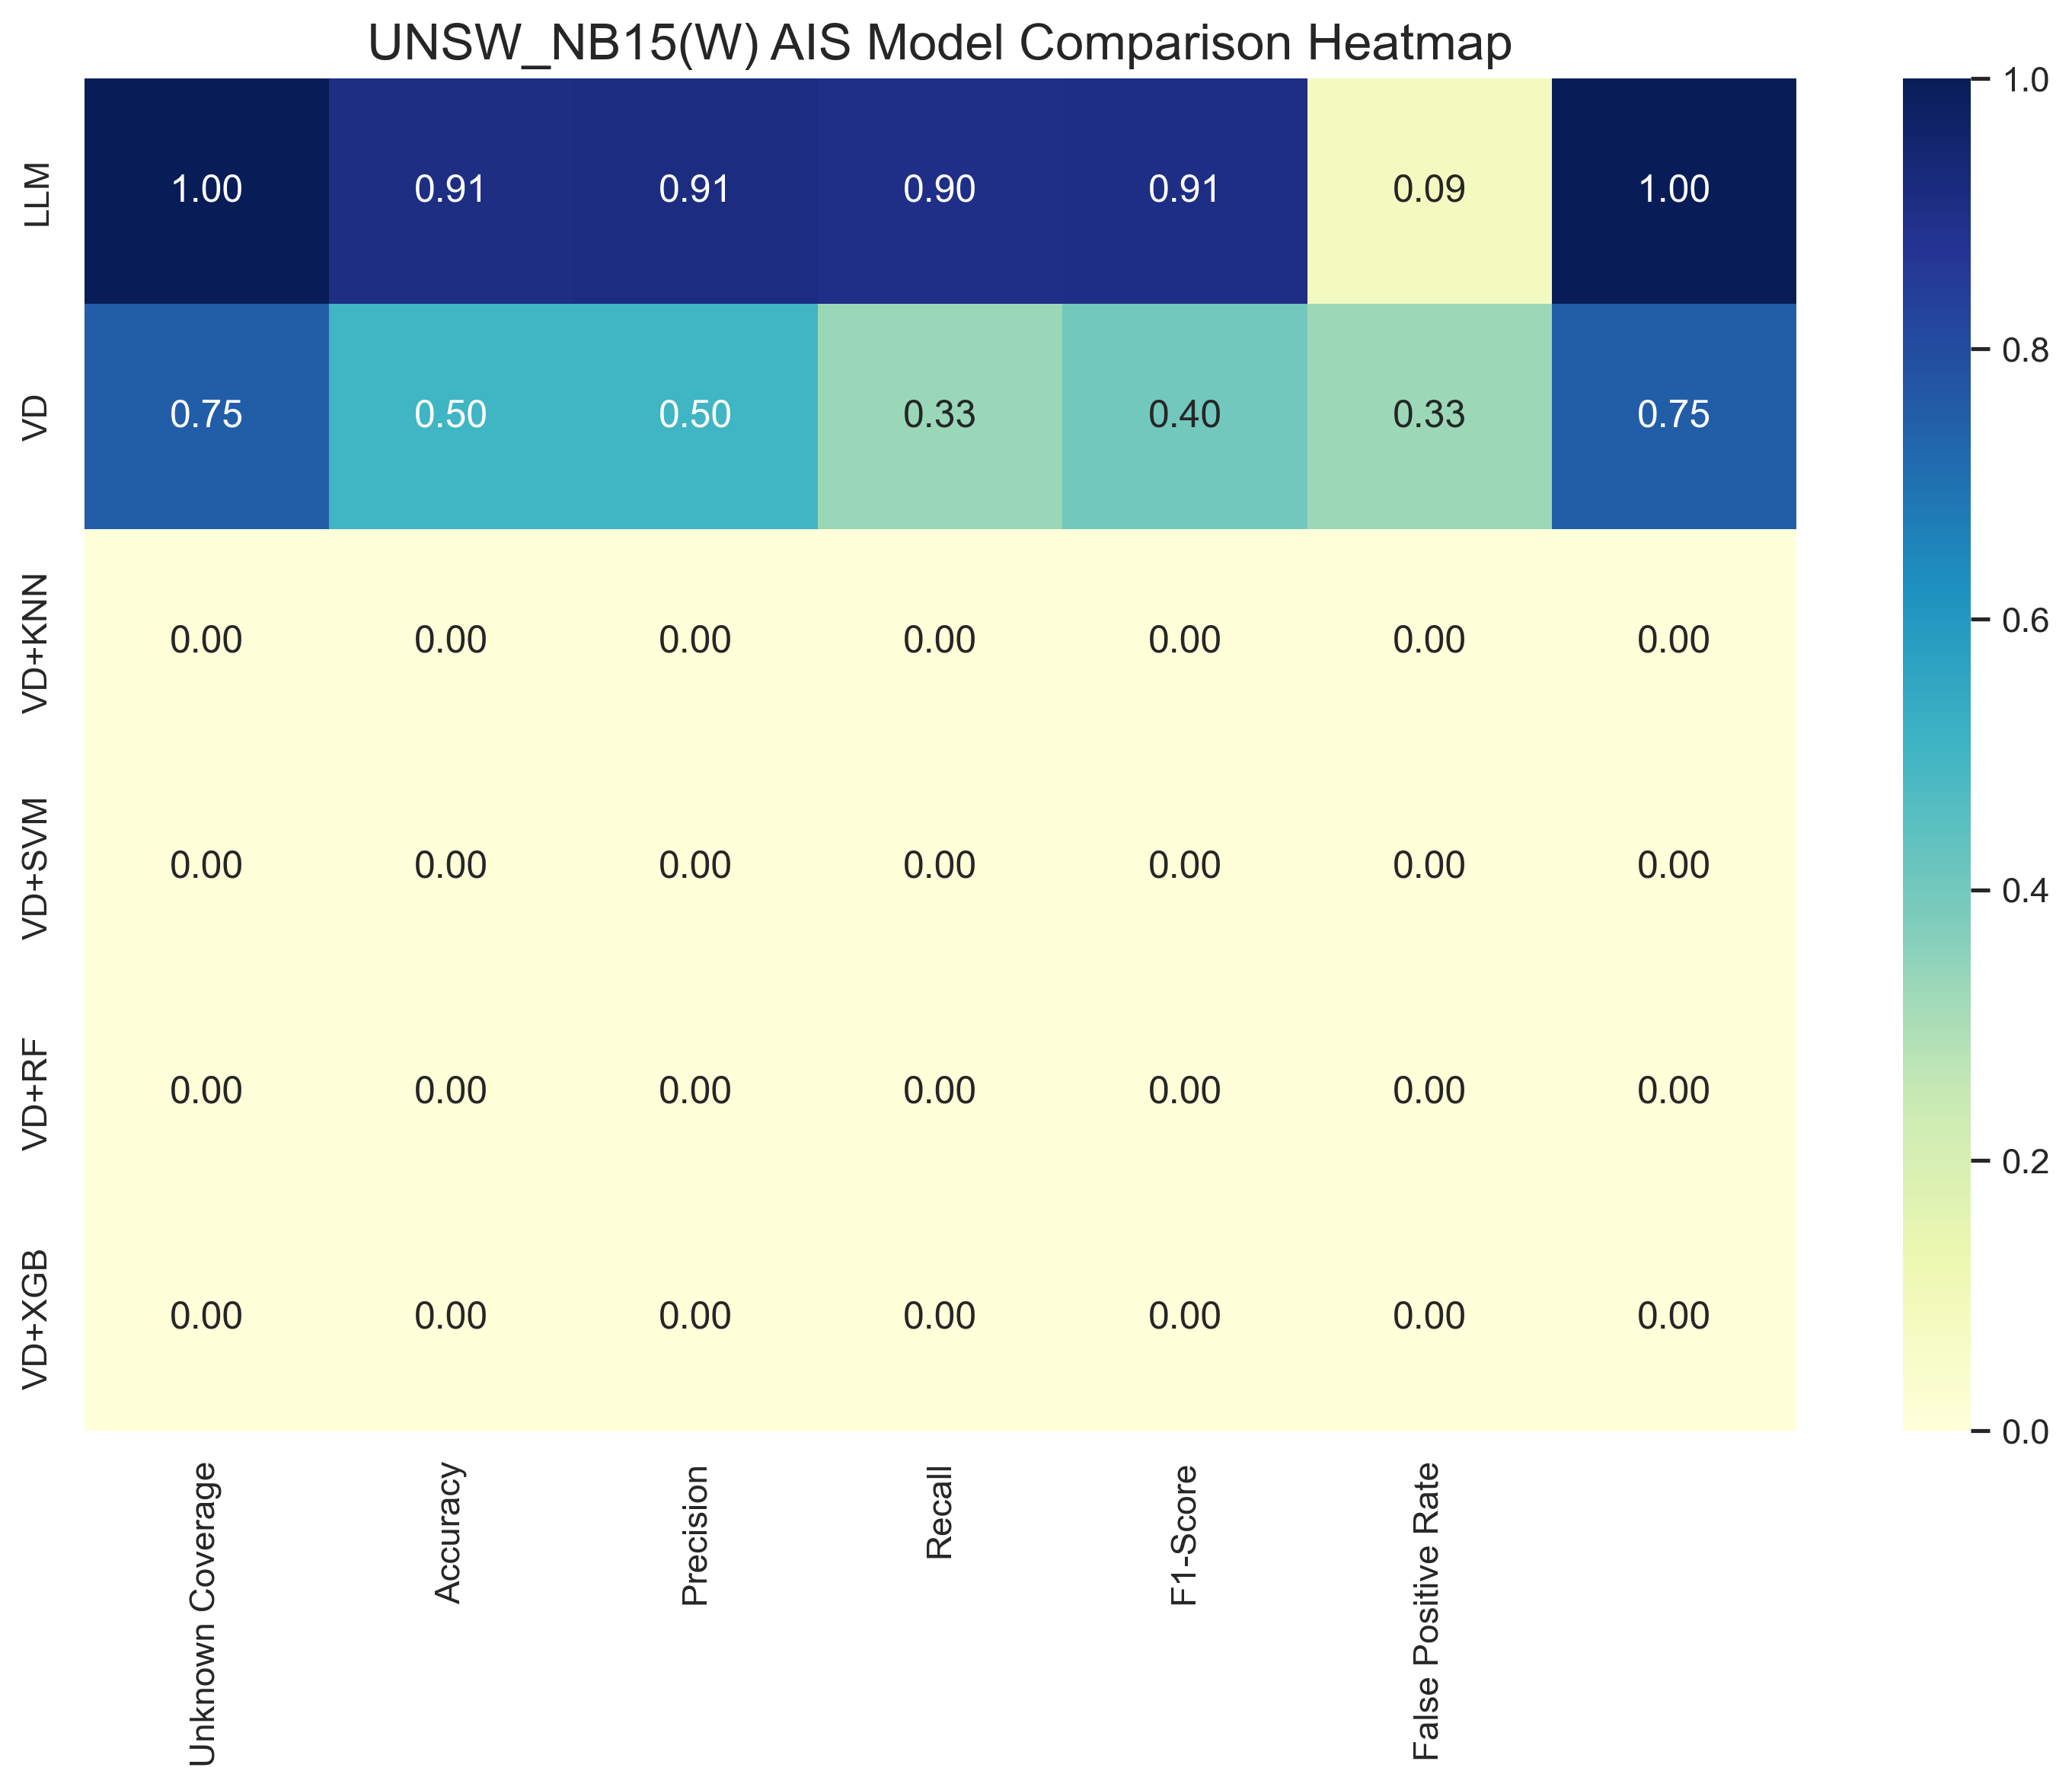 UNSW_NB15(W) AIS Model Comparison Heatmap
LLM 1.00 0.91 0.91 0.90 0.91 0.09 1.00
VD 0.75 0.50 0.50 0.33 0.40 0.33 0.75
VD+KNN 0.00 0.00 0.00 0.00 0.00 0.00 0.00
VD+SVM 0.00 0.00 0.00 0.00 0.00 0.00 0.00
VD+RF 0.00 0.00 0.00 0.00 0.00 0.00 0.00
VD+XGB 0.00 0.00 0.00 0.00 0.00 0.00 0.00
Unknown Coverage
Accuracy
Precision
Recall
F1-Score
False Positive Rate
1.0
0.8
0.6
0.4
0.2
0.0